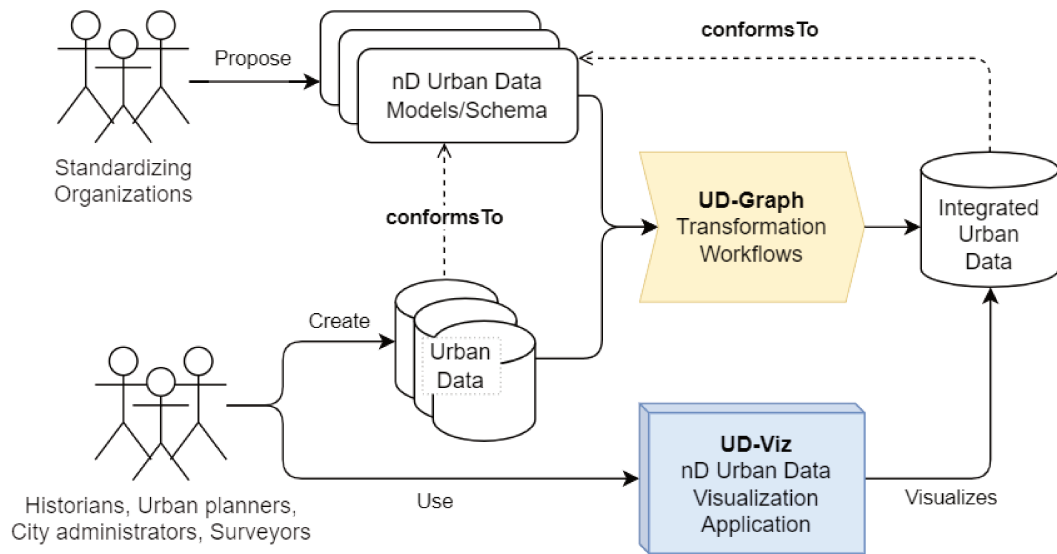 conformsTo
Propose
nD Urban Data
Models/Schema
Standardizing
Organizations
conformsTo
UD-Graph
Transformation
Workflows
Integrated
Urban
Data
Create
Urban
Data
UD-Viz
nD Urban Data
Visualization
Application
Use
Visualizes
Historians, Urban planners,
City administrators, Surveyors